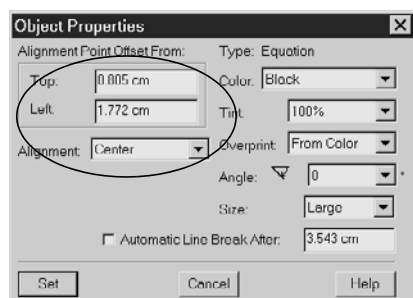 Object Properties
Alignment Point Offset From:
Type: Equation
Top: 0.005 cm
Color: Black
Left: 1.772 cm
Tint: 100%
Alignment: Center
Overprint: From Color
Angle: 0 °
Size: Large
Automatic Line Break After: 3.543 cm
Set Cancel Help